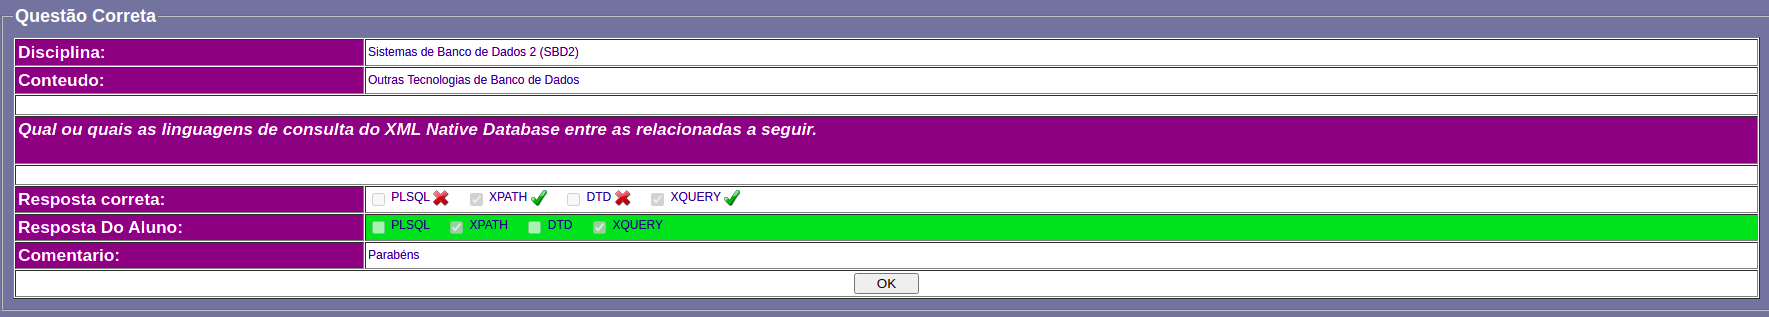 Questão Correta
Disciplina: Sistemas de Banco de Dados 2 (SBD2)
Conteudo: Outras Tecnologias de Banco de Dados
Qual ou quais as linguagens de consulta do XML Native Database entre as relacionadas a seguir.
Resposta correta: PLSQL XPATH DTD XQUERY
Resposta Do Aluno: PLSQL XPATH DTD XQUERY
Comentario: Parabéns
OK